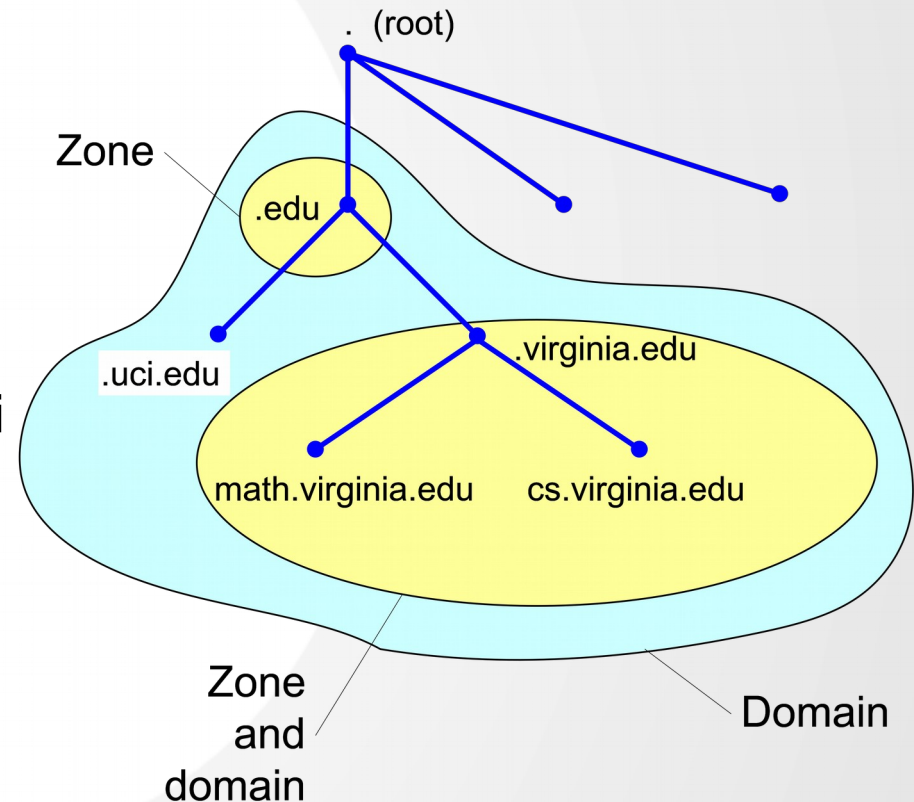 . (root)
Zone
.edu
.virginia.edu
.uci.edu
math.virginia.edu cs.virginia.edu
Zone
and
domain
Domain